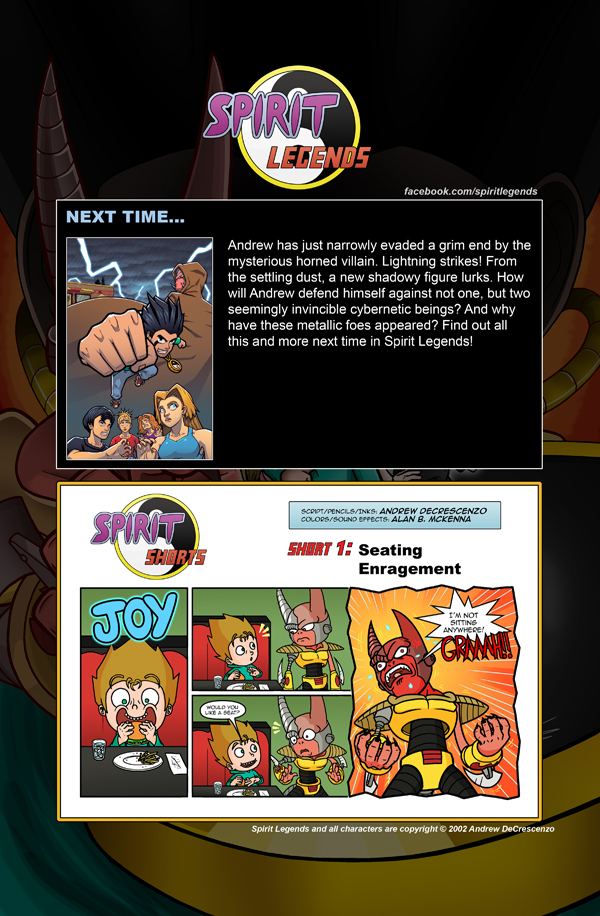 SPIRIT
LEGENDS
facebook.com/spiritlegends
NEXT TIME...
Andrew has just narrowly evaded a grim end by the
mysterious horned villain. Lightning strikes! From
the settling dust, a new shadowy figure lurks. How
will Andrew defend himself against not one, but two
seemingly invincible cybernetic beings? And why
have these metallic foes appeared? Find out all
this and more next time in Spirit Legends!
SPIRIT
SHORTS
SCRIPT/PENCILS/INKS: ANDREW DECRESCENZO
COLORS/SOUND EFFECTS: ALAN B. MCKENNA
SHORT 1: Seating
Enragement
JOY
WOULD YOU
LIKE A SEAT?
I'M NOT
SITTING
ANYWHERE!
GRNNNH!!
Spirit Legends and all characters are copyright © 2002 Andrew DeCrescenzo